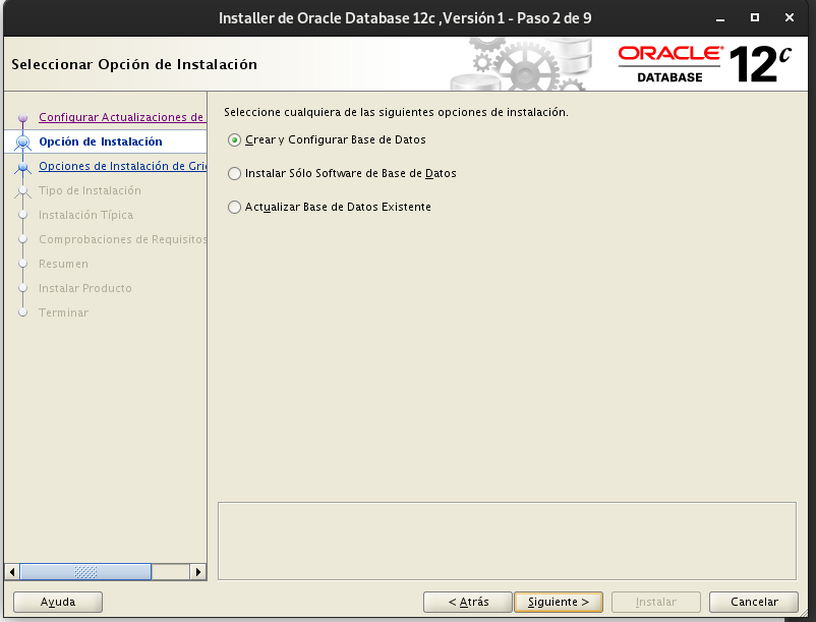 Installer de Oracle Database 12c ,Versión 1 - Paso 2 de 9
Seleccionar Opción de Instalación
ORACLE®
DATABASE
12c
Configurar Actualizaciones de
Opción de Instalación
Opciones de Instalación de Gri
Tipo de Instalación
Instalación Típica
Comprobaciones de Requisitos
Resumen
Instalar Producto
Terminar
Seleccione cualquiera de las siguientes opciones de instalación.
Crear y Configurar Base de Datos
Instalar Sólo Software de Base de Datos
Actualizar Base de Datos Existente
Ayuda
< Atrás
Siguiente >
Instalar
Cancelar